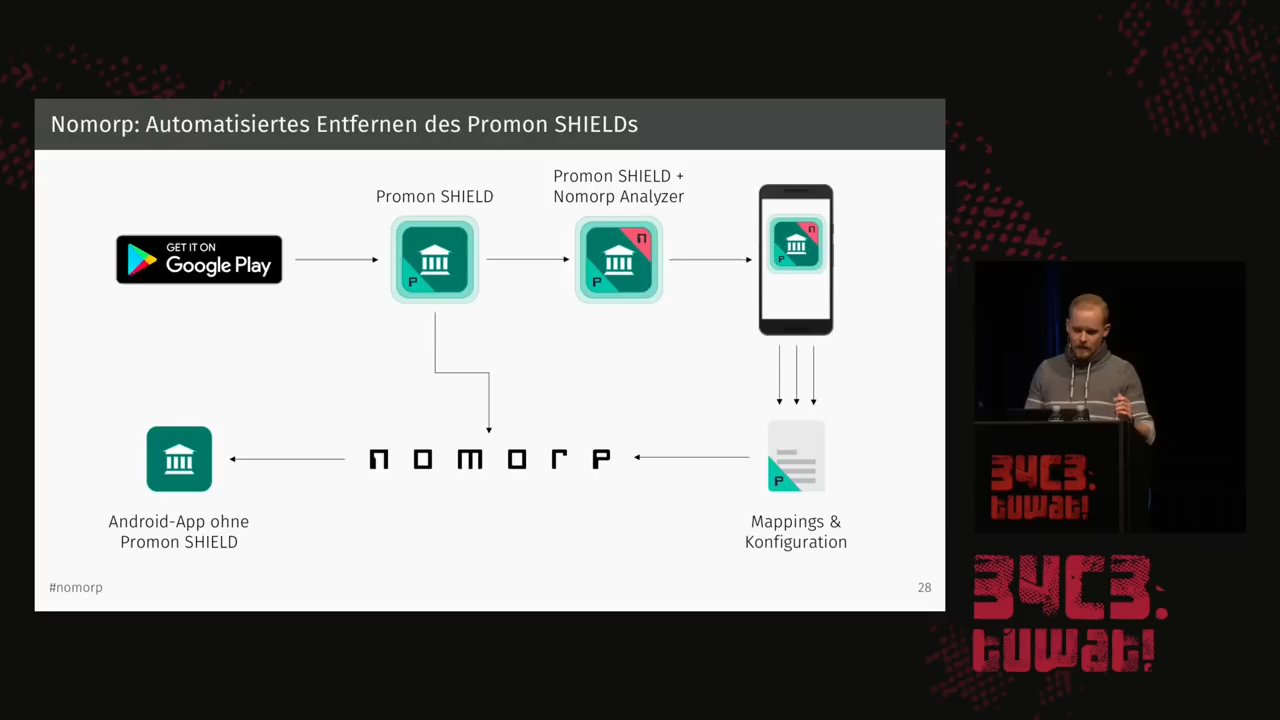 Nomorp: Automatisiertes Entfernen des Promon SHIELDs
Promon SHIELD
Promon SHIELD +
Nomorp Analyzer
GET IT ON
Google Play
P
n
P
n
P
nomorp
P
Android-App ohne
Promon SHIELD
Mappings &
Konfiguration
#nomorp
28
34C3.
tuwat!
34C3.
tuwat!